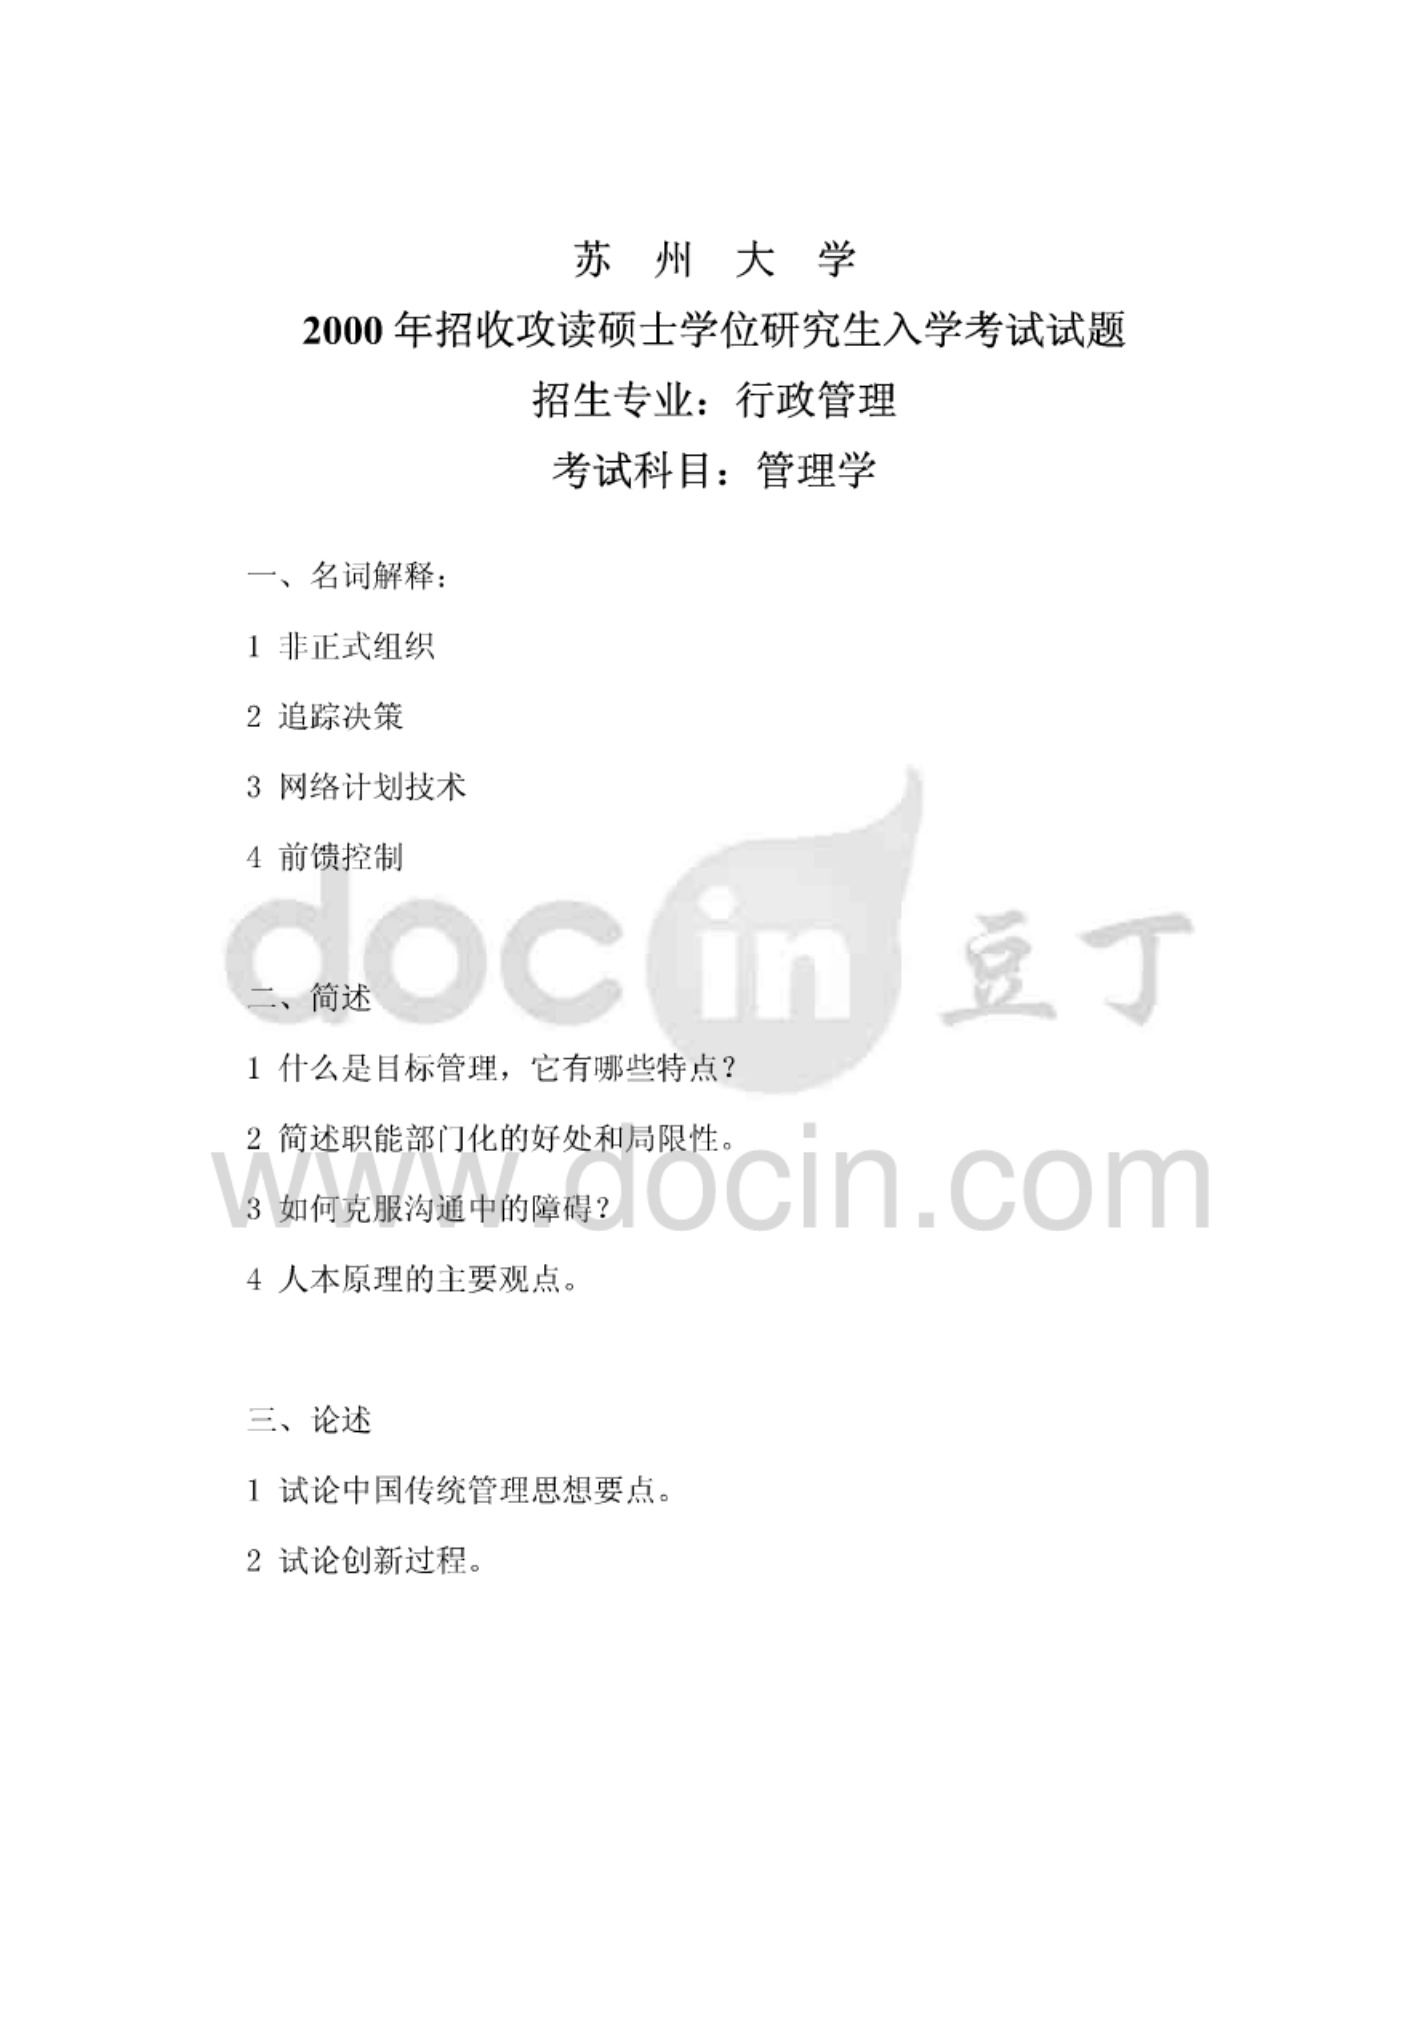 苏 州 大 学
2000 年招收攻读硕士学位研究生入学考试试题
招生专业：行政管理
考试科目：管理学
一、名词解释：
1 非正式组织
2 追踪决策
3 网络计划技术
4 前馈控制
docin 豆丁
二、简述
1 什么是目标管理，它有哪些特点？
2 简述职能部门化的好处和局限性。
www.docin.com
3 如何克服沟通中的障碍？
4 人本原理的主要观点。
三、论述
1 试论中国传统管理思想要点。
2 试论创新过程。